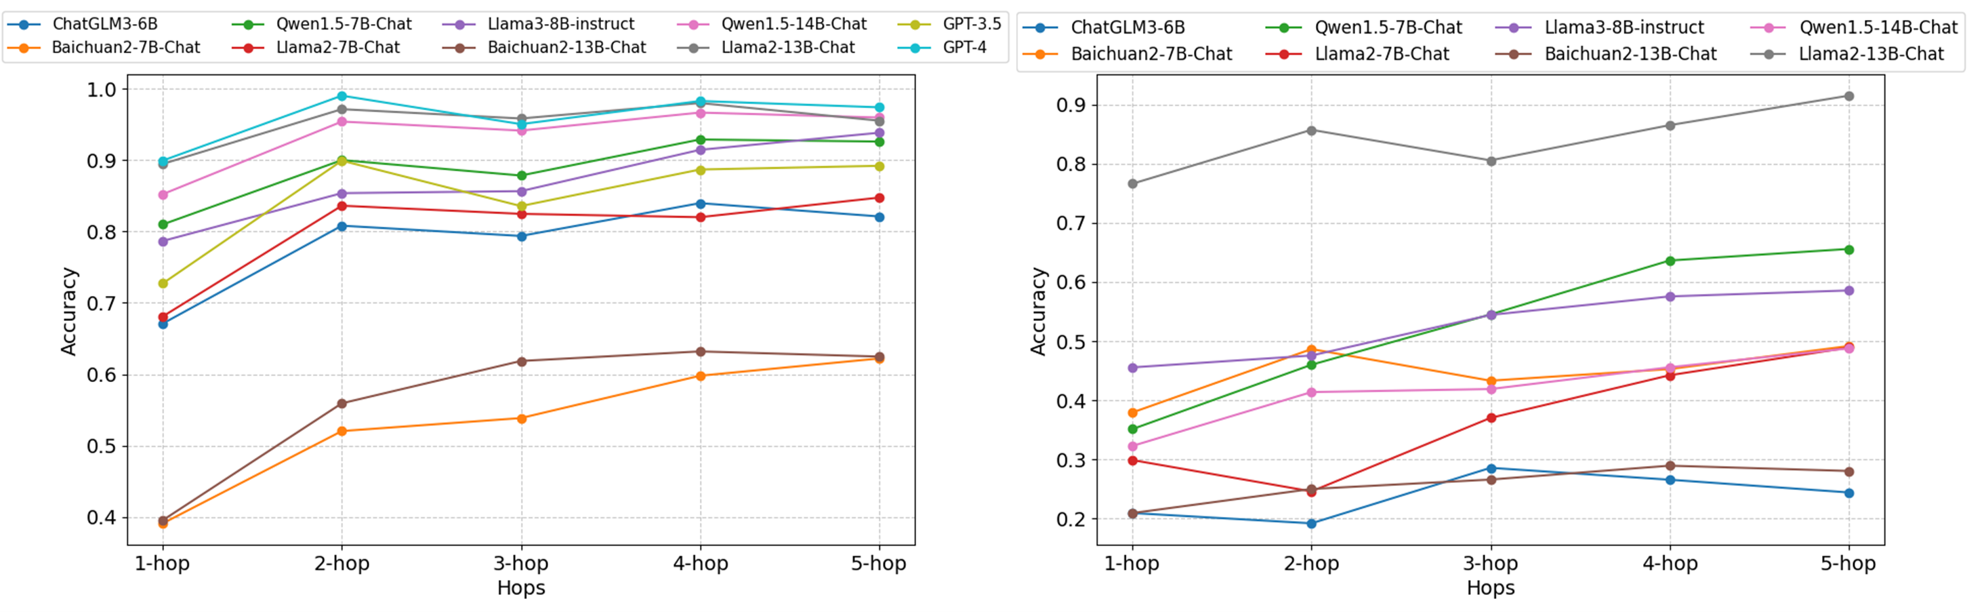 ChatGLM3-6B Qwen1.5-7B-Chat Llama3-8B-instruct Qwen1.5-14B-Chat GPT-3.5
Baichuan2-7B-Chat Llama2-7B-Chat Baichuan2-13B-Chat Llama2-13B-Chat GPT-4
1.0
0.9
0.8
0.7
0.6
0.5
0.4
Accuracy
1-hop 2-hop 3-hop 4-hop 5-hop
Hops
ChatGLM3-6B Qwen1.5-7B-Chat Llama3-8B-instruct Qwen1.5-14B-Chat
Baichuan2-7B-Chat Llama2-7B-Chat Baichuan2-13B-Chat Llama2-13B-Chat
0.9
0.8
0.7
0.6
0.5
0.4
0.3
0.2
Accuracy
1-hop 2-hop 3-hop 4-hop 5-hop
Hops